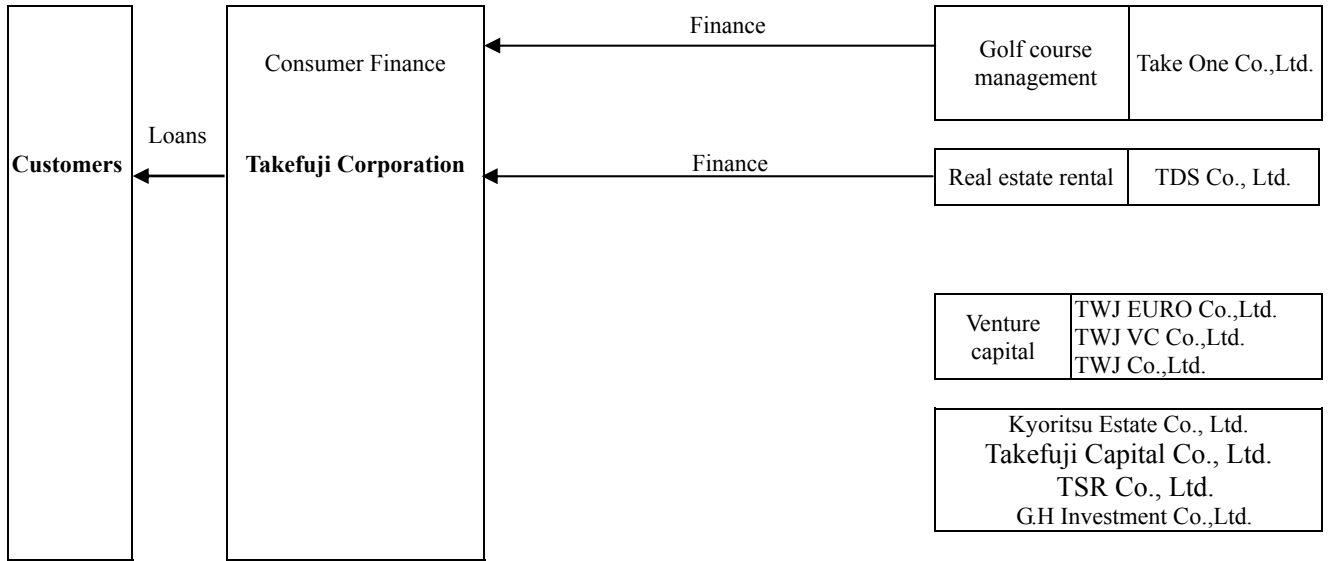 Finance
Consumer Finance
Golf course
management
Take One Co.,Ltd.
Loans
Customers
Takefuji Corporation
Finance
Real estate rental
TDS Co., Ltd.
Venture
capital
TWJ EURO Co.,Ltd.
TWJ VC Co.,Ltd.
TWJ Co.,Ltd.
Kyoritsu Estate Co., Ltd.
Takefuji Capital Co., Ltd.
TSR Co., Ltd.
G.H Investment Co.,Ltd.